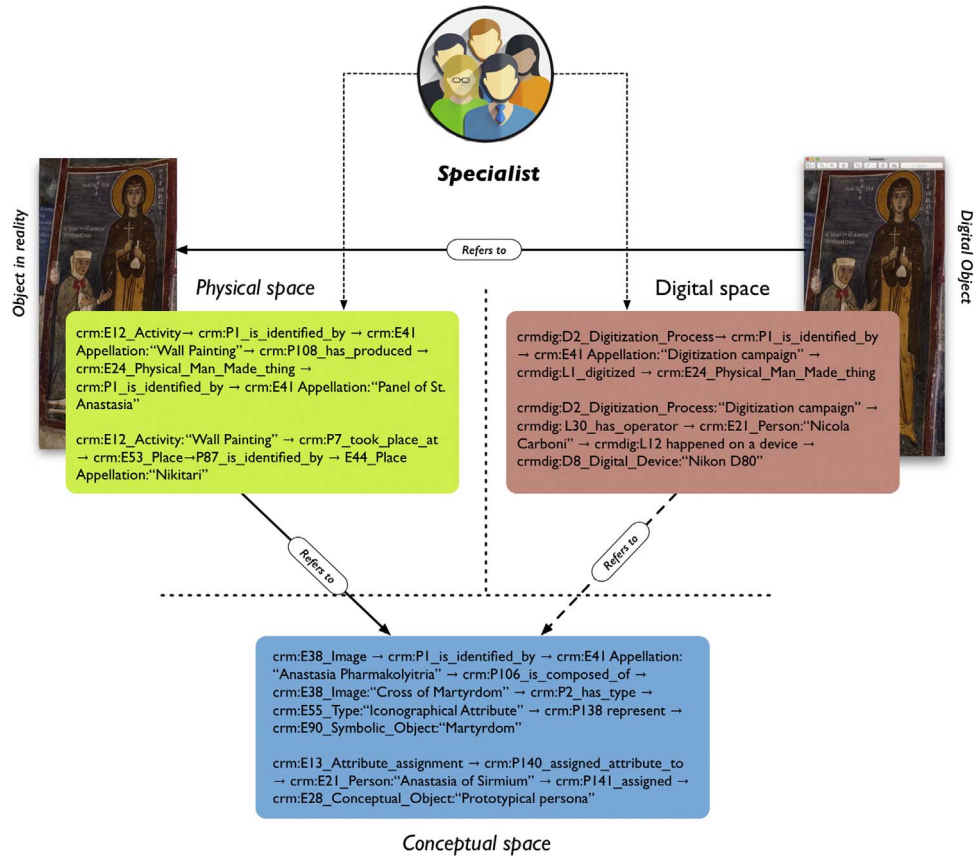 Specialist
Object in reality
Digital Object
Refers to
Physical space
Digital space
crm:E12_Activity→ crm:P1_is_identified_by → crm:E41
Appellation:“Wall Painting”→ crm:P108_has_produced →
crm:E24_Physical_Man_Made_thing →
crm:P1_is_identified_by → crm:E41 Appellation:“Panel of St.
Anastasia”
crm:E12_Activity:“Wall Painting” → crm:P7_took_place_at
→ crm:E53_Place→P87_is_identified_by → E44_Place
Appellation:“Nikitari”
crmdig:D2_Digitization_Process→ crm:P1_is_identified_by
→ crm:E41 Appellation:“Digitization campaign” →
crmdig:L1_digitized → crm:E24_Physical_Man_Made_thing
crmdig:D2_Digitization_Process:“Digitization campaign” →
crmdig: L30_has_operator → crm:E21_Person:“Nicola
Carboni” → crmdig:L12 happened on a device →
crmdig:D8_Digital_Device:“Nikon D80”
Refers to
Refers to
crm:E38_Image → crm:P1_is_identified_by → crm:E41 Appellation:
“Anastasia Pharmakolyitria” → crm:P106_is_composed_of →
crm:E38_Image:“Cross of Martyrdom” → crm:P2_has_type →
crm:E55_Type:“Iconographical Attribute” → crm:P138 represent →
crm:E90_Symbolic_Object:“Martyrdom”
crm:E13_Attribute_assignment → crm:P140_assigned_attribute_to
→ crm:E21_Person:“Anastasia of Sirmium” → crm:P141_assigned →
crm:E28_Conceptual_Object:“Prototypical persona”
Conceptual space